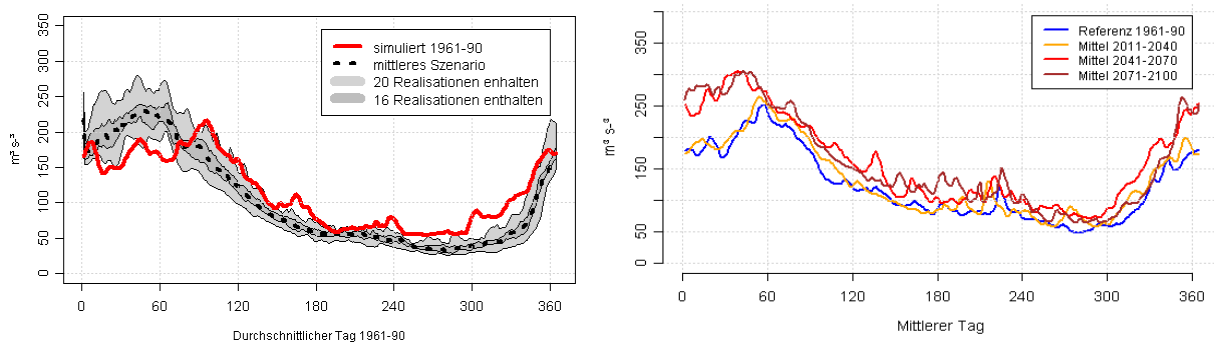 350
300
250
200
150
100
50
0
m³ s-³
simuliert 1961-90
mittleres Szenario
20 Realisationen enhalten
16 Realisationen enthalten
0 60 120 180 240 300 360
Durchschnittlicher Tag 1961-90
350
250
150
50
0
m³ s-³
Referenz 1961-90
Mittel 2011-2040
Mittel 2041-2070
Mittel 2071-2100
0 60 120 180 240 300 360
Mittlerer Tag